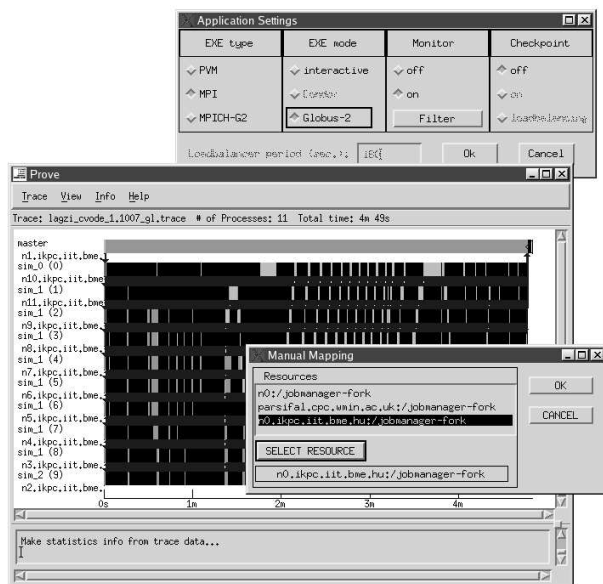 Application Settings
EXE type
EXE mode
Monitor
Checkpoint
PVM
interactive
off
off
MPI
Condor
on
on
MPICH-G2
Globus-2
Filter
loadbalancing
Loadbalancer period (sec.):
Ok
Cancel
Prove
Trace View Info Help
Trace: lagzi_cvode_1.1007_gl.trace # of Processes: 11 Total time: 4m 49s
master
n1.ikpc.iit.bme.
sim_0 (0)
n10.ikpc.iit.bme
sim_1 (1)
n11.ikpc.iit.bme
sim_1 (2)
n9.ikpc.iit.bme.
sim_1 (3)
n8.ikpc.iit.bme.
sim_1 (4)
n7.ikpc.iit.bme.
sim_1 (5)
n6.ikpc.iit.bme.
sim_1 (6)
n5.ikpc.iit.bme.
sim_1 (7)
n4.ikpc.iit.bme.
sim_1 (8)
n3.ikpc.iit.bme.
sim_2 (9)
n2.ikpc.iit.bme.
0s 1m 2m 3m 4m
Manual Mapping
Resources
n0:/jobmanager-fork
parsifal.cpc.wmin.ac.uk:/jobmanager-fork
n0.ikpc.iit.bme.hu:/jobmanager-fork
OK
CANCEL
SELECT RESOURCE
n0.ikpc.iit.bme.hu:/jobmanager-fork
Make statistics info from trace data...